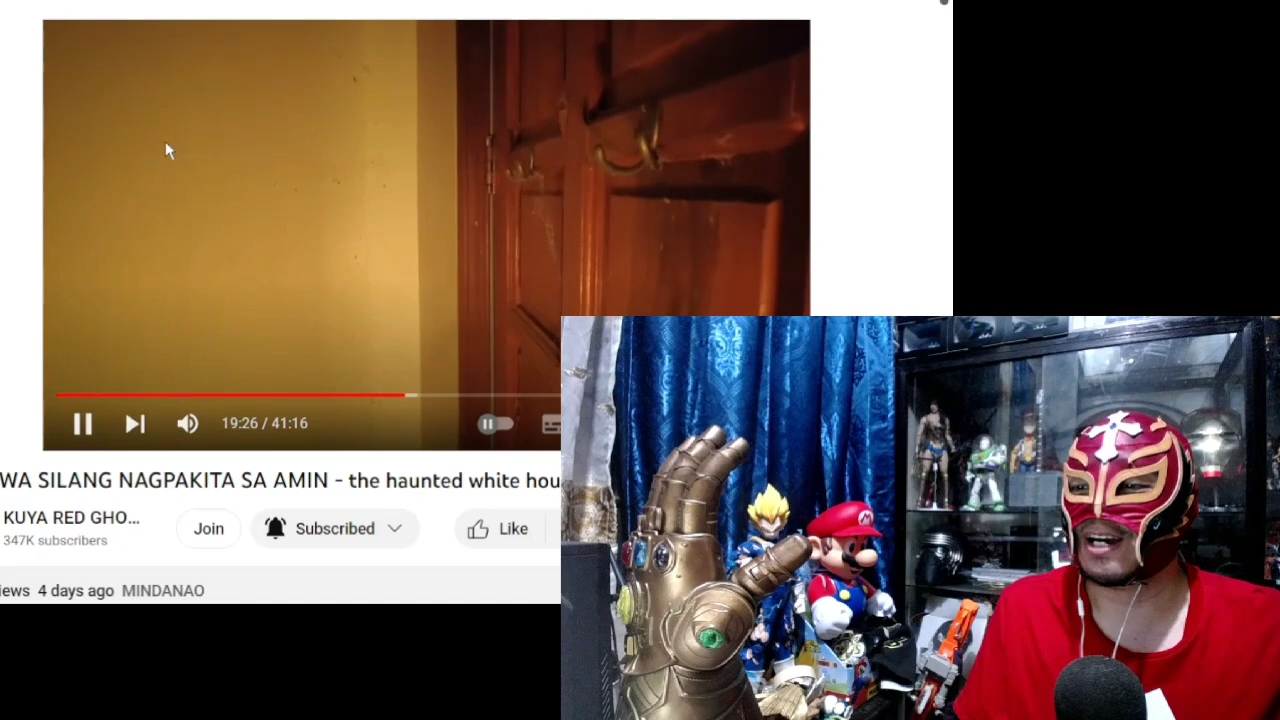 19:26 / 41:16
WA SILANG NAGPAKITA SA AMIN - the haunted white hou
KUYA RED GHO...
347K subscribers
Join
Subscribed
Like
iews 4 days ago MINDANAO
M